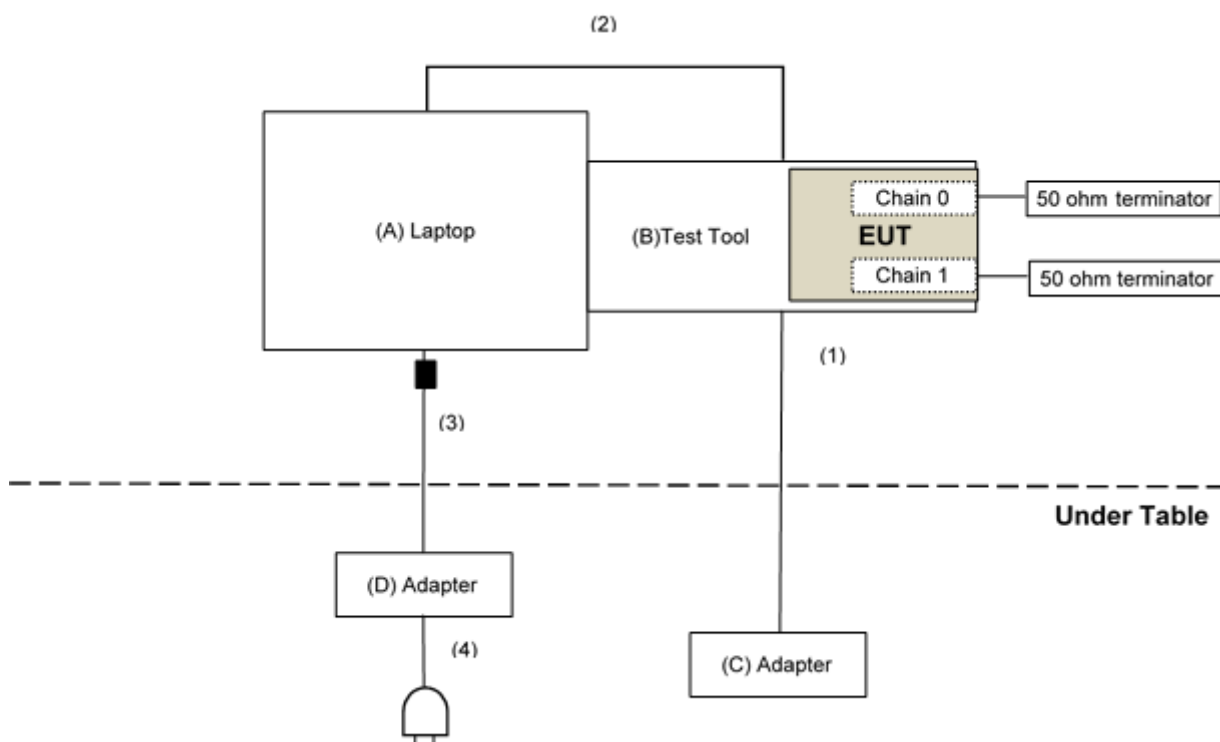 (2)
(A) Laptop
(B)Test Tool
Chain 0
EUT
Chain 1
50 ohm terminator
50 ohm terminator
(1)
(3)
Under Table
(D) Adapter
(4)
(C) Adapter